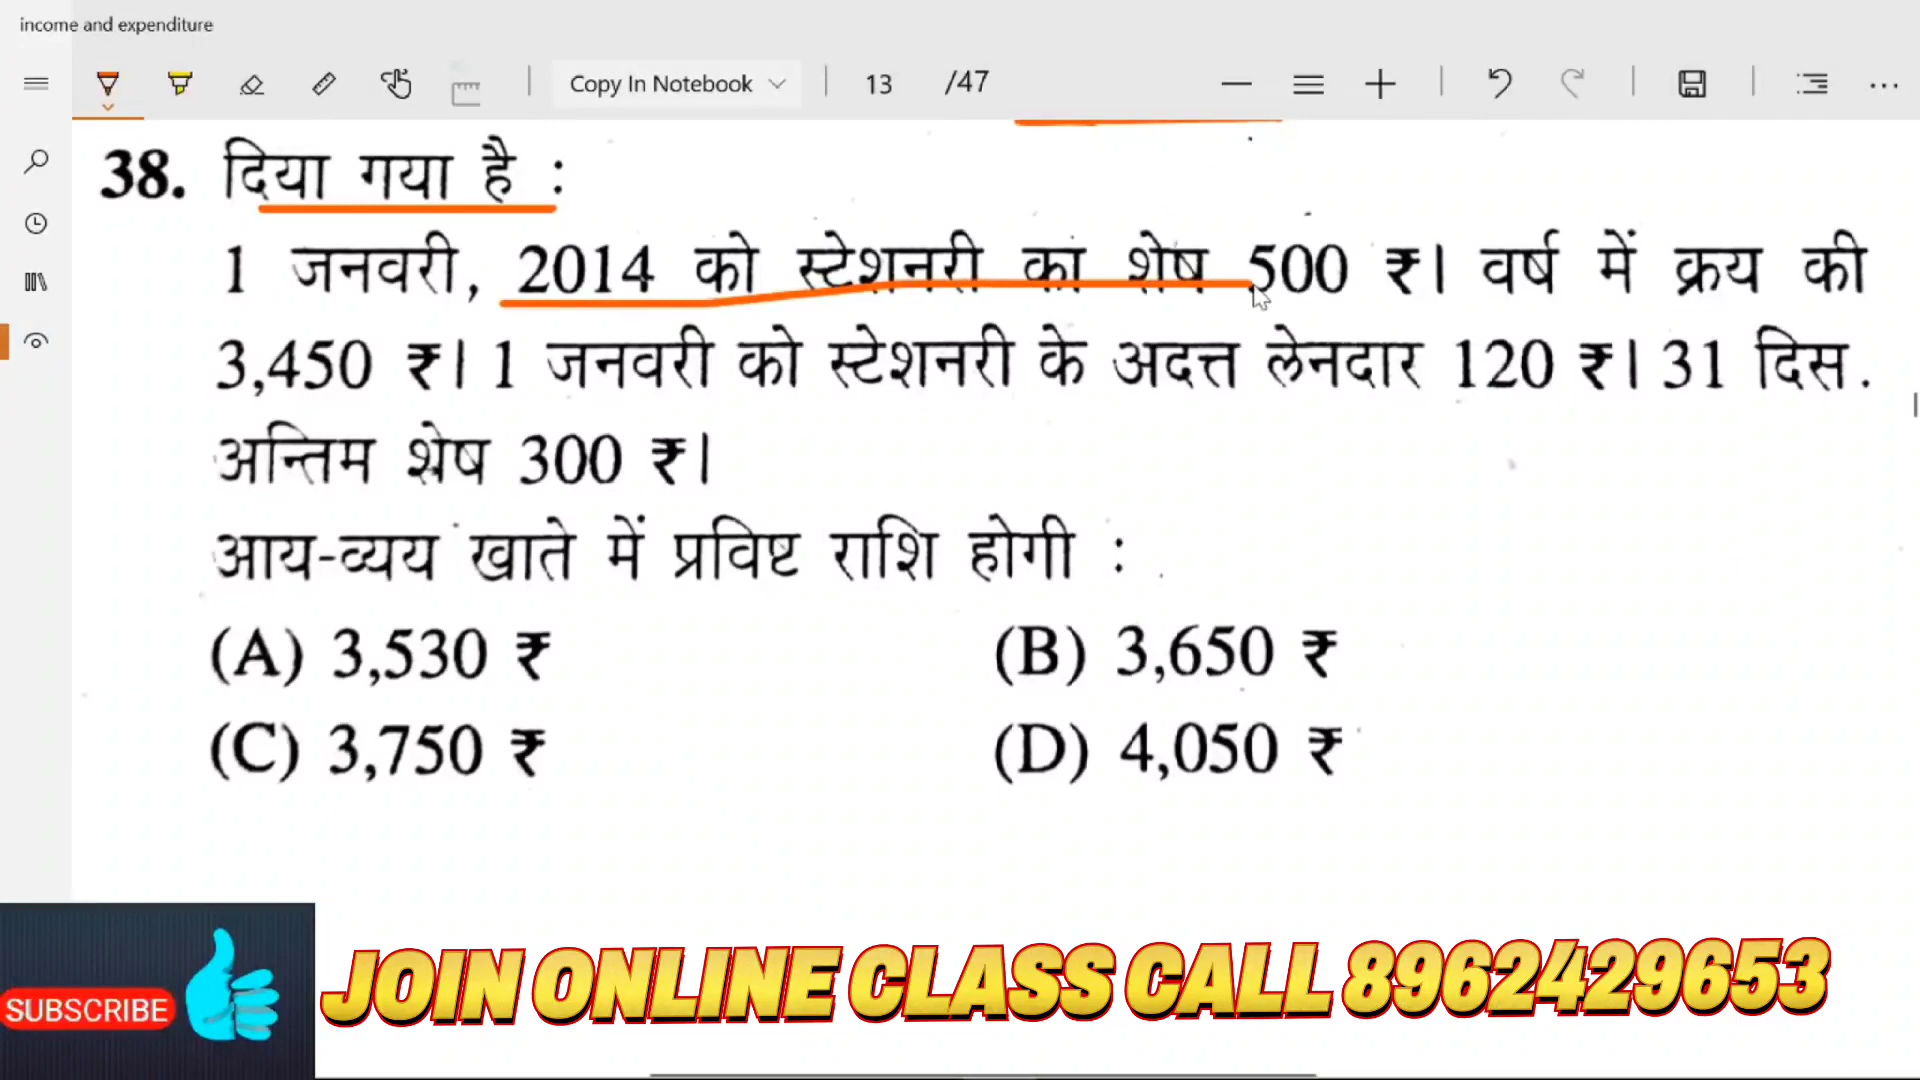 income and expenditure
Copy In Notebook 13 /47
38. दिया गया है :
1 जनवरी, 2014 को स्टेशनरी का शेष 500 ₹। वर्ष में क्रय की
3,450 ₹। 1 जनवरी को स्टेशनरी के अदत्त लेनदार 120 ₹। 31 दिस.
अन्तिम शेष 300 ₹।
आय-व्यय खाते में प्रविष्ट राशि होगी :
(A) 3,530 ₹ (B) 3,650 ₹
(C) 3,750 ₹ (D) 4,050 ₹
SUBSCRIBE
JOIN ONLINE CLASS CALL 8962429653